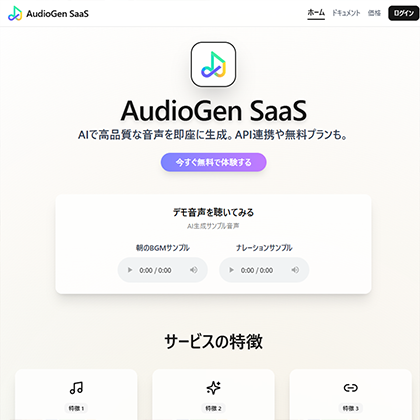 AudioGen SaaS
ホーム
ドキュメント
価格
ログイン
AudioGen SaaS
AIで高品質な音声を即座に生成。API連携や無料プランも。
今すぐ無料で体験する
デモ音声を聴いてみる
AI生成サンプル音声
朝のBGMサンプル
ナレーションサンプル
0:00 / 0:00
0:00 / 0:00
サービスの特徴
特徴 1
特徴 2
特徴 3